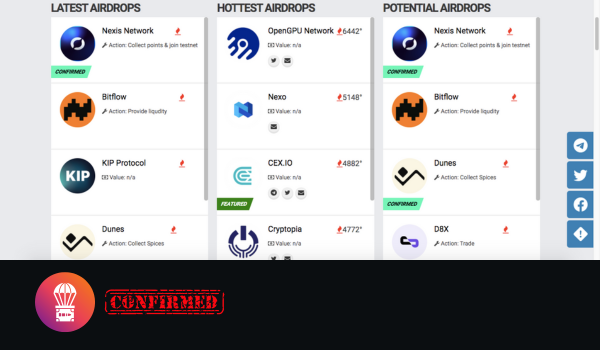 LATEST AIRDROPS
Nexis Network
Action: Collect points & join testnet
CONFIRMED
Bitflow
Action: Provide liqudity
KIP
KIP Protocol
Value: n/a
Dunes
Action: Collect Spices
HOTTEST AIRDROPS
OpenGPU Network
6442°
Value: n/a
Nexo
5148°
Value: n/a
CEX.IO
4882°
Value: n/a
FEATURED
Cryptopia
4772°
Value: n/a
POTENTIAL AIRDROPS
Nexis Network
Action: Collect points & join testnet
Bitflow
Action: Provide liqudity
Dunes
Action: Collect Spices
CONFIRMED
D8X
Action: Trade
CONFIRMED